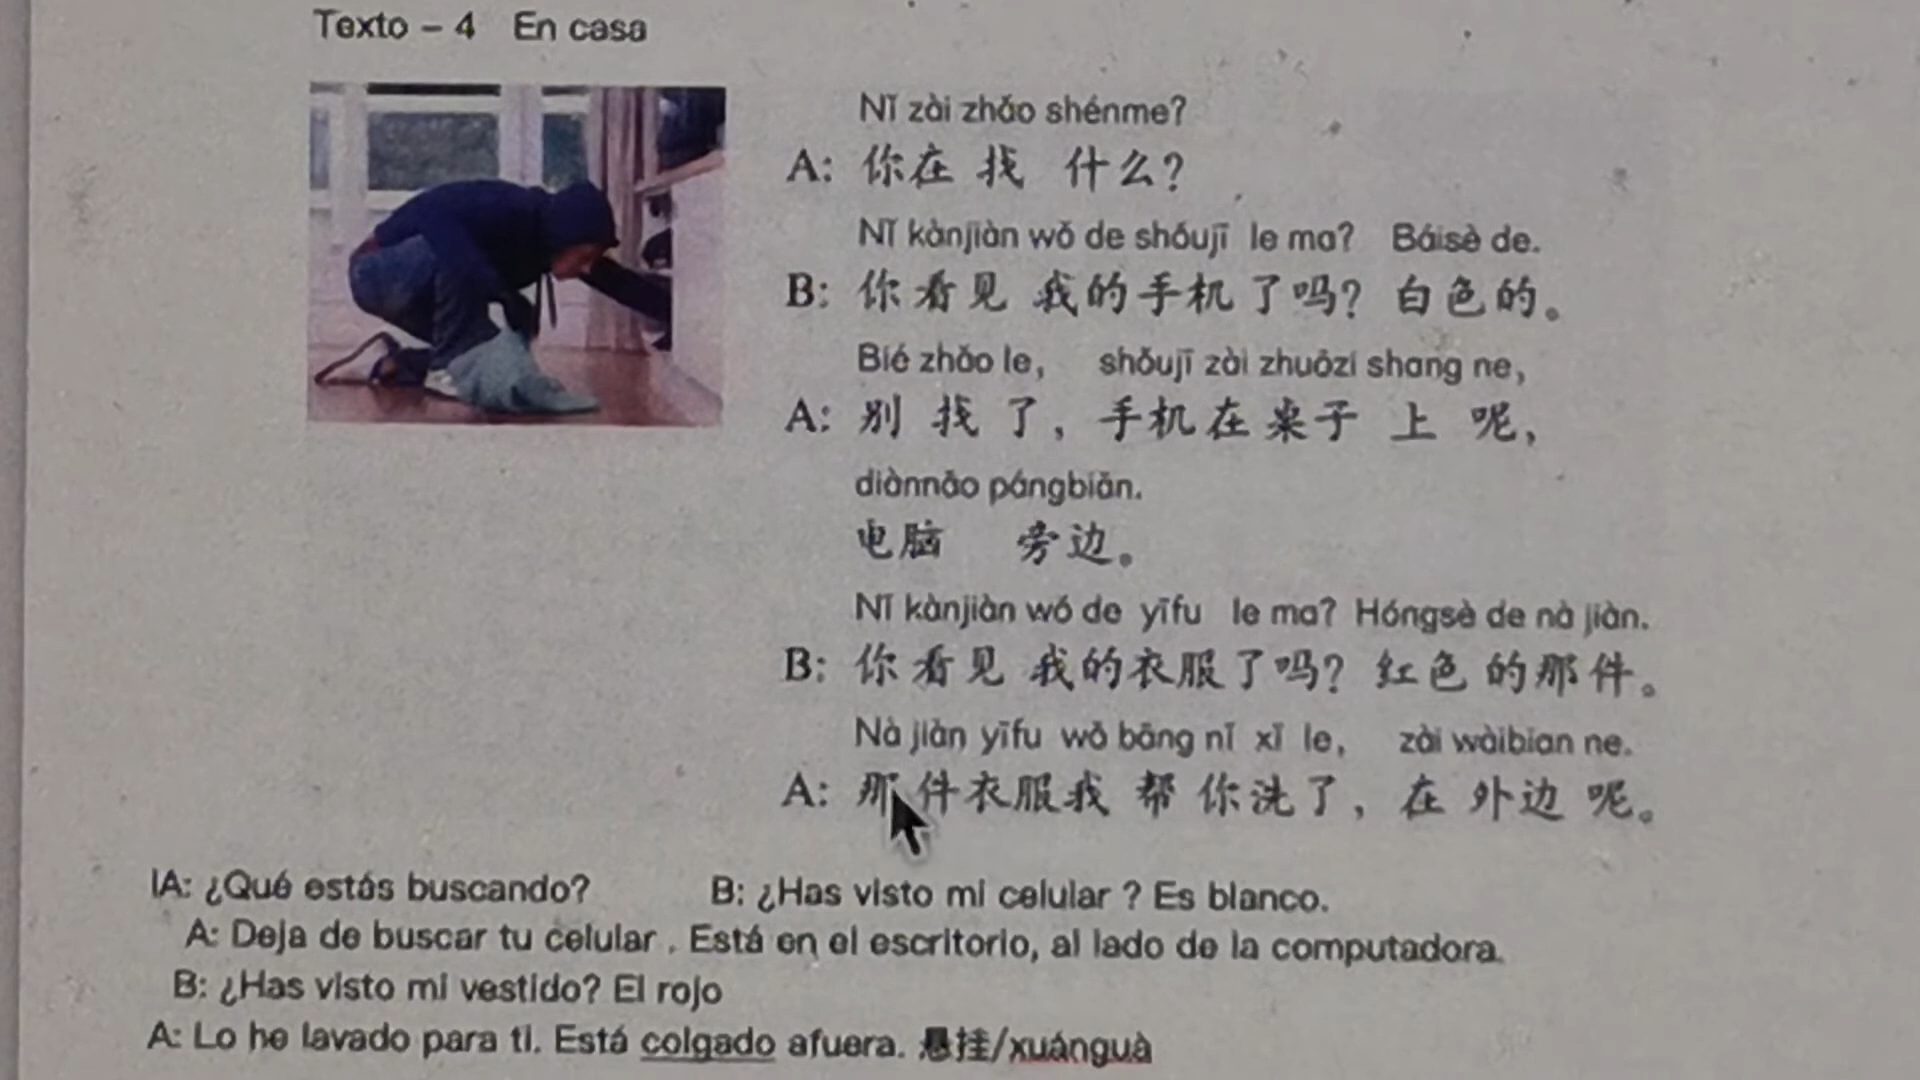 Texto – 4 En casa
Nǐ zài zhǎo shénme?
A: 你在 找 什么?
Nǐ kànjiàn wǒ de shǒujī le ma? Báisè de.
B: 你看见 我的手机了吗? 白色的。
Bié zhǎo le, shǒujī zài zhuōzi shang ne,
A: 别 找 了, 手机在桌子 上 呢,
diànnǎo pángbiān.
电脑 旁边。
Nǐ kànjiàn wǒ de yīfu le ma? Hóngsè de nà jiàn.
B: 你看见 我的衣服了吗? 红色 的那件。
Nà jiàn yīfu wǒ bāng nǐ xǐ le, zài wàibian ne.
A: 那件衣服我 帮 你洗了, 在 外边 呢。
IA: ¿Qué estás buscando? B: ¿Has visto mi celular ? Es blanco.
A: Deja de buscar tu celular . Está en el escritorio, al lado de la computadora.
B: ¿Has visto mi vestido? El rojo
A: Lo he lavado para ti. Está colgado afuera. 悬挂/xuánguà